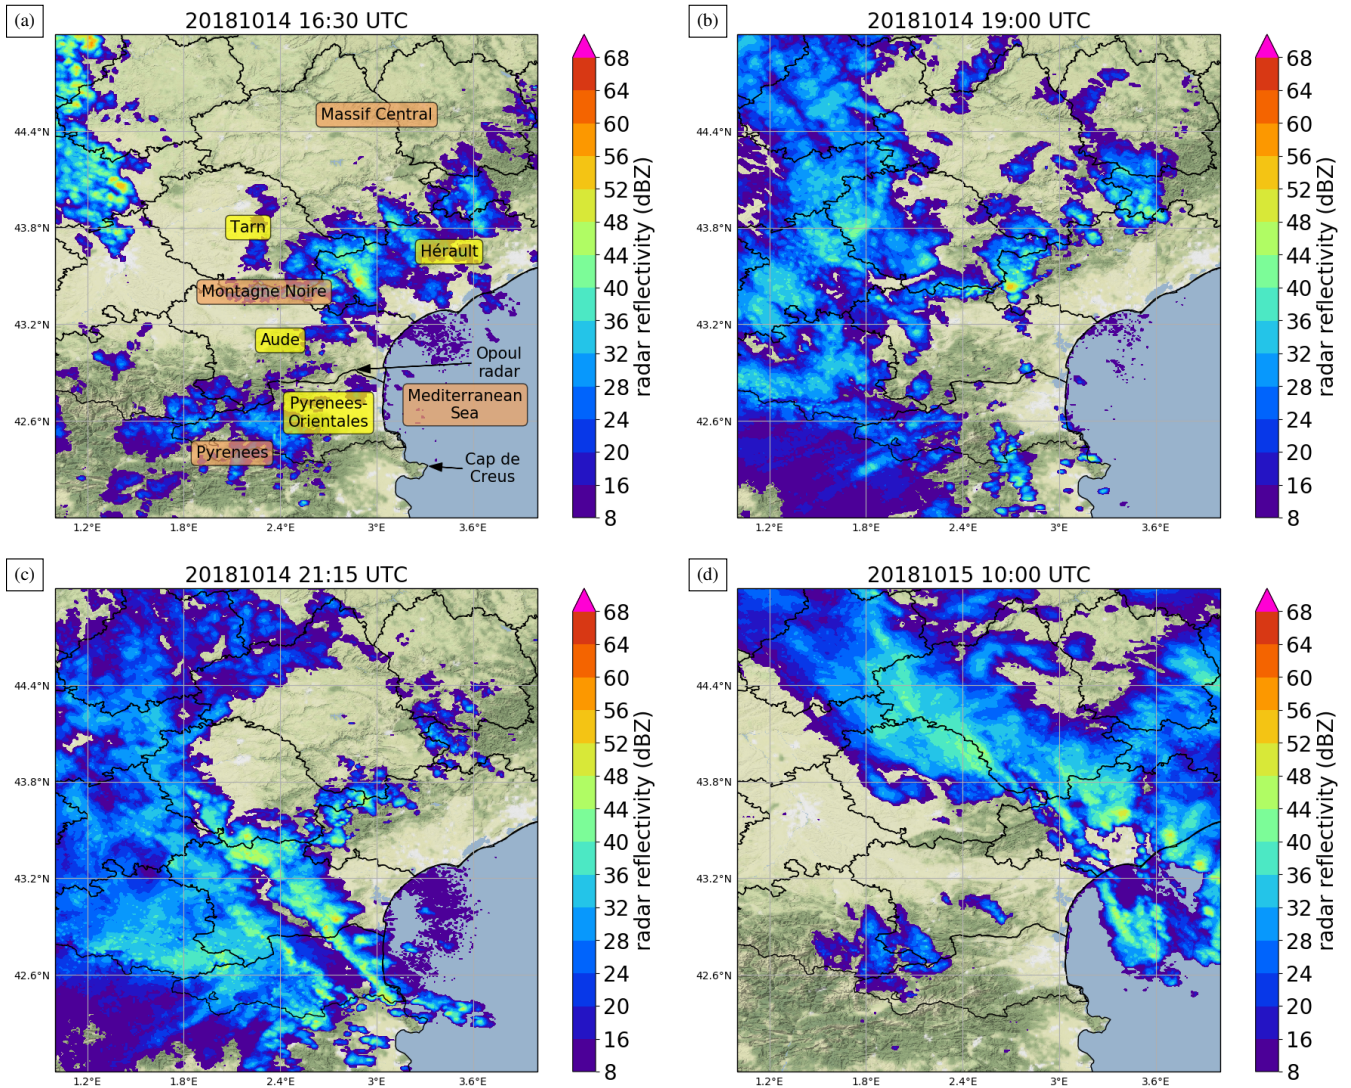 (a)
20181014 16:30 UTC
44.4°N
43.8°N
43.2°N
42.6°N
1.2°E
1.8°E
2.4°E
3°E
3.6°E
Massif Central
Tarn
Hérault
Montagne Noire
Aude
Opoul
radar
Mediterranean
Sea
Pyrenees-
Orientales
Pyrenees
Cap de
Creus
68
64
60
56
52
48
44
40
36
32
28
24
20
16
8
radar reflectivity (dBZ)
(b)
20181014 19:00 UTC
44.4°N
43.8°N
43.2°N
42.6°N
1.2°E
1.8°E
2.4°E
3°E
3.6°E
68
64
60
56
52
48
44
40
36
32
28
24
20
16
8
radar reflectivity (dBZ)
(c)
20181014 21:15 UTC
44.4°N
43.8°N
43.2°N
42.6°N
1.2°E
1.8°E
2.4°E
3°E
3.6°E
68
64
60
56
52
48
44
40
36
32
28
24
20
16
8
radar reflectivity (dBZ)
(d)
20181015 10:00 UTC
44.4°N
43.8°N
43.2°N
42.6°N
1.2°E
1.8°E
2.4°E
3°E
3.6°E
68
64
60
56
52
48
44
40
36
32
28
24
20
16
8
radar reflectivity (dBZ)